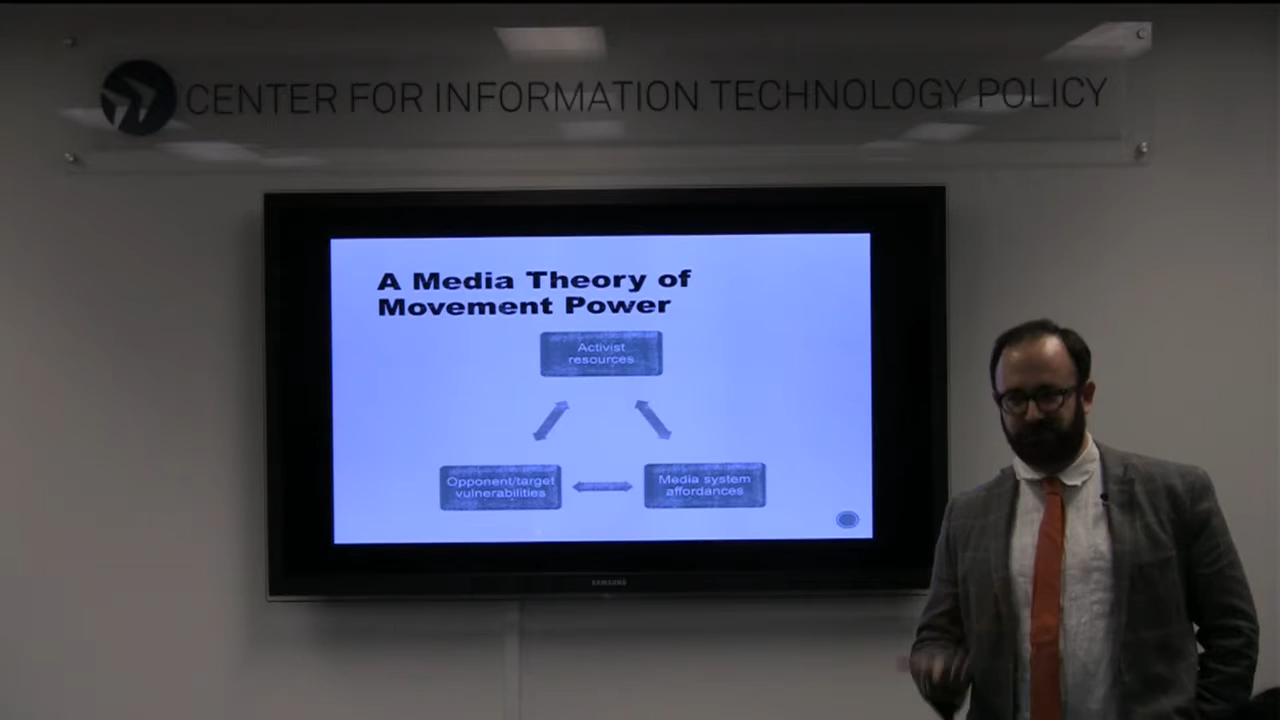 CENTER FOR INFORMATION TECHNOLOGY POLICY
A Media Theory of
Movement Power
Activist
resources
Opponent/target
vulnerabilities
Media system
affordances
SAMSUNG